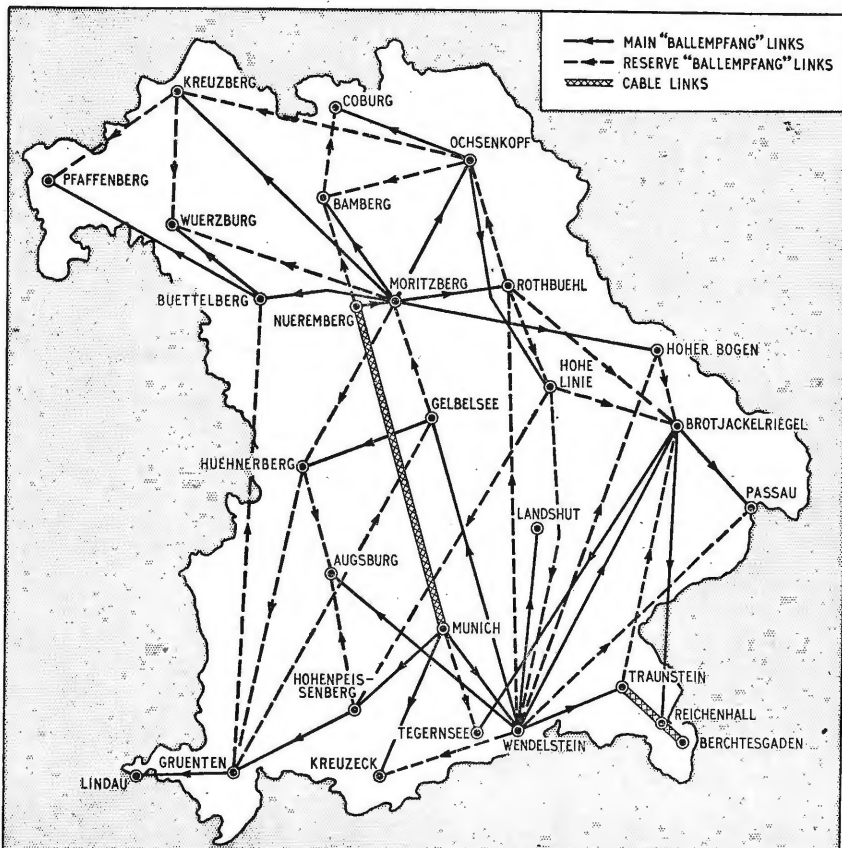 MAIN "BALLEMPFANG" LINKS
RESERVE "BALLEMPFANG" LINKS
CABLE LINKS
KREUZBERG
COBURG
OCHSENKOPF
PFAFFENBERG
BAMBERG
WUERZBURG
MORITZBERG
ROTHBUEHL
BUETTELBERG
NUEREMBERG
HOHER BOGEN
HOHE
LINIE
GELBELSEE
BROTJACKELRIEGEL
HUEHNERBERG
PASSAU
LANDSHUT
AUGSBURG
MUNICH
HOHENPEIS-
SENBERG
TRAUNSTEIN
REICHENHALL
TEGERNSEE
WENDELSTEIN
BERCHTESGADEN
GRUENTEN
KREUZECK
LINDAU